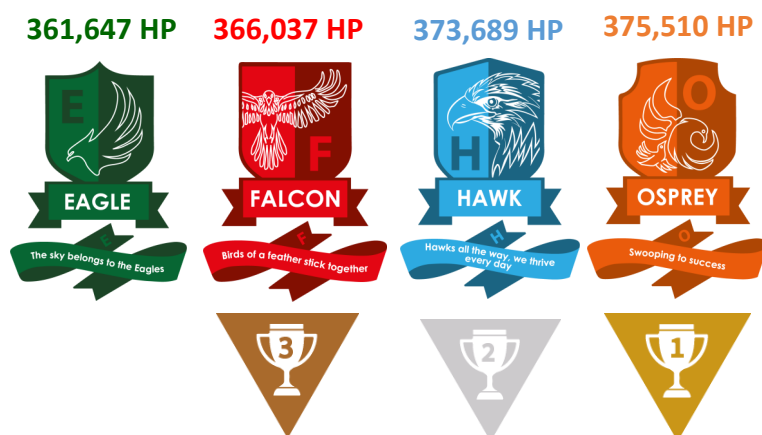 361,647 HP
366,037 HP
373,689 HP
375,510 HP
E
F
H
O
EAGLE
FALCON
HAWK
OSPREY
E
F
H
O
The sky belongs to the Eagles
Birds of a feather stick together
Hawks all the way, we thrive
every day
Swooping to success
3
2
1